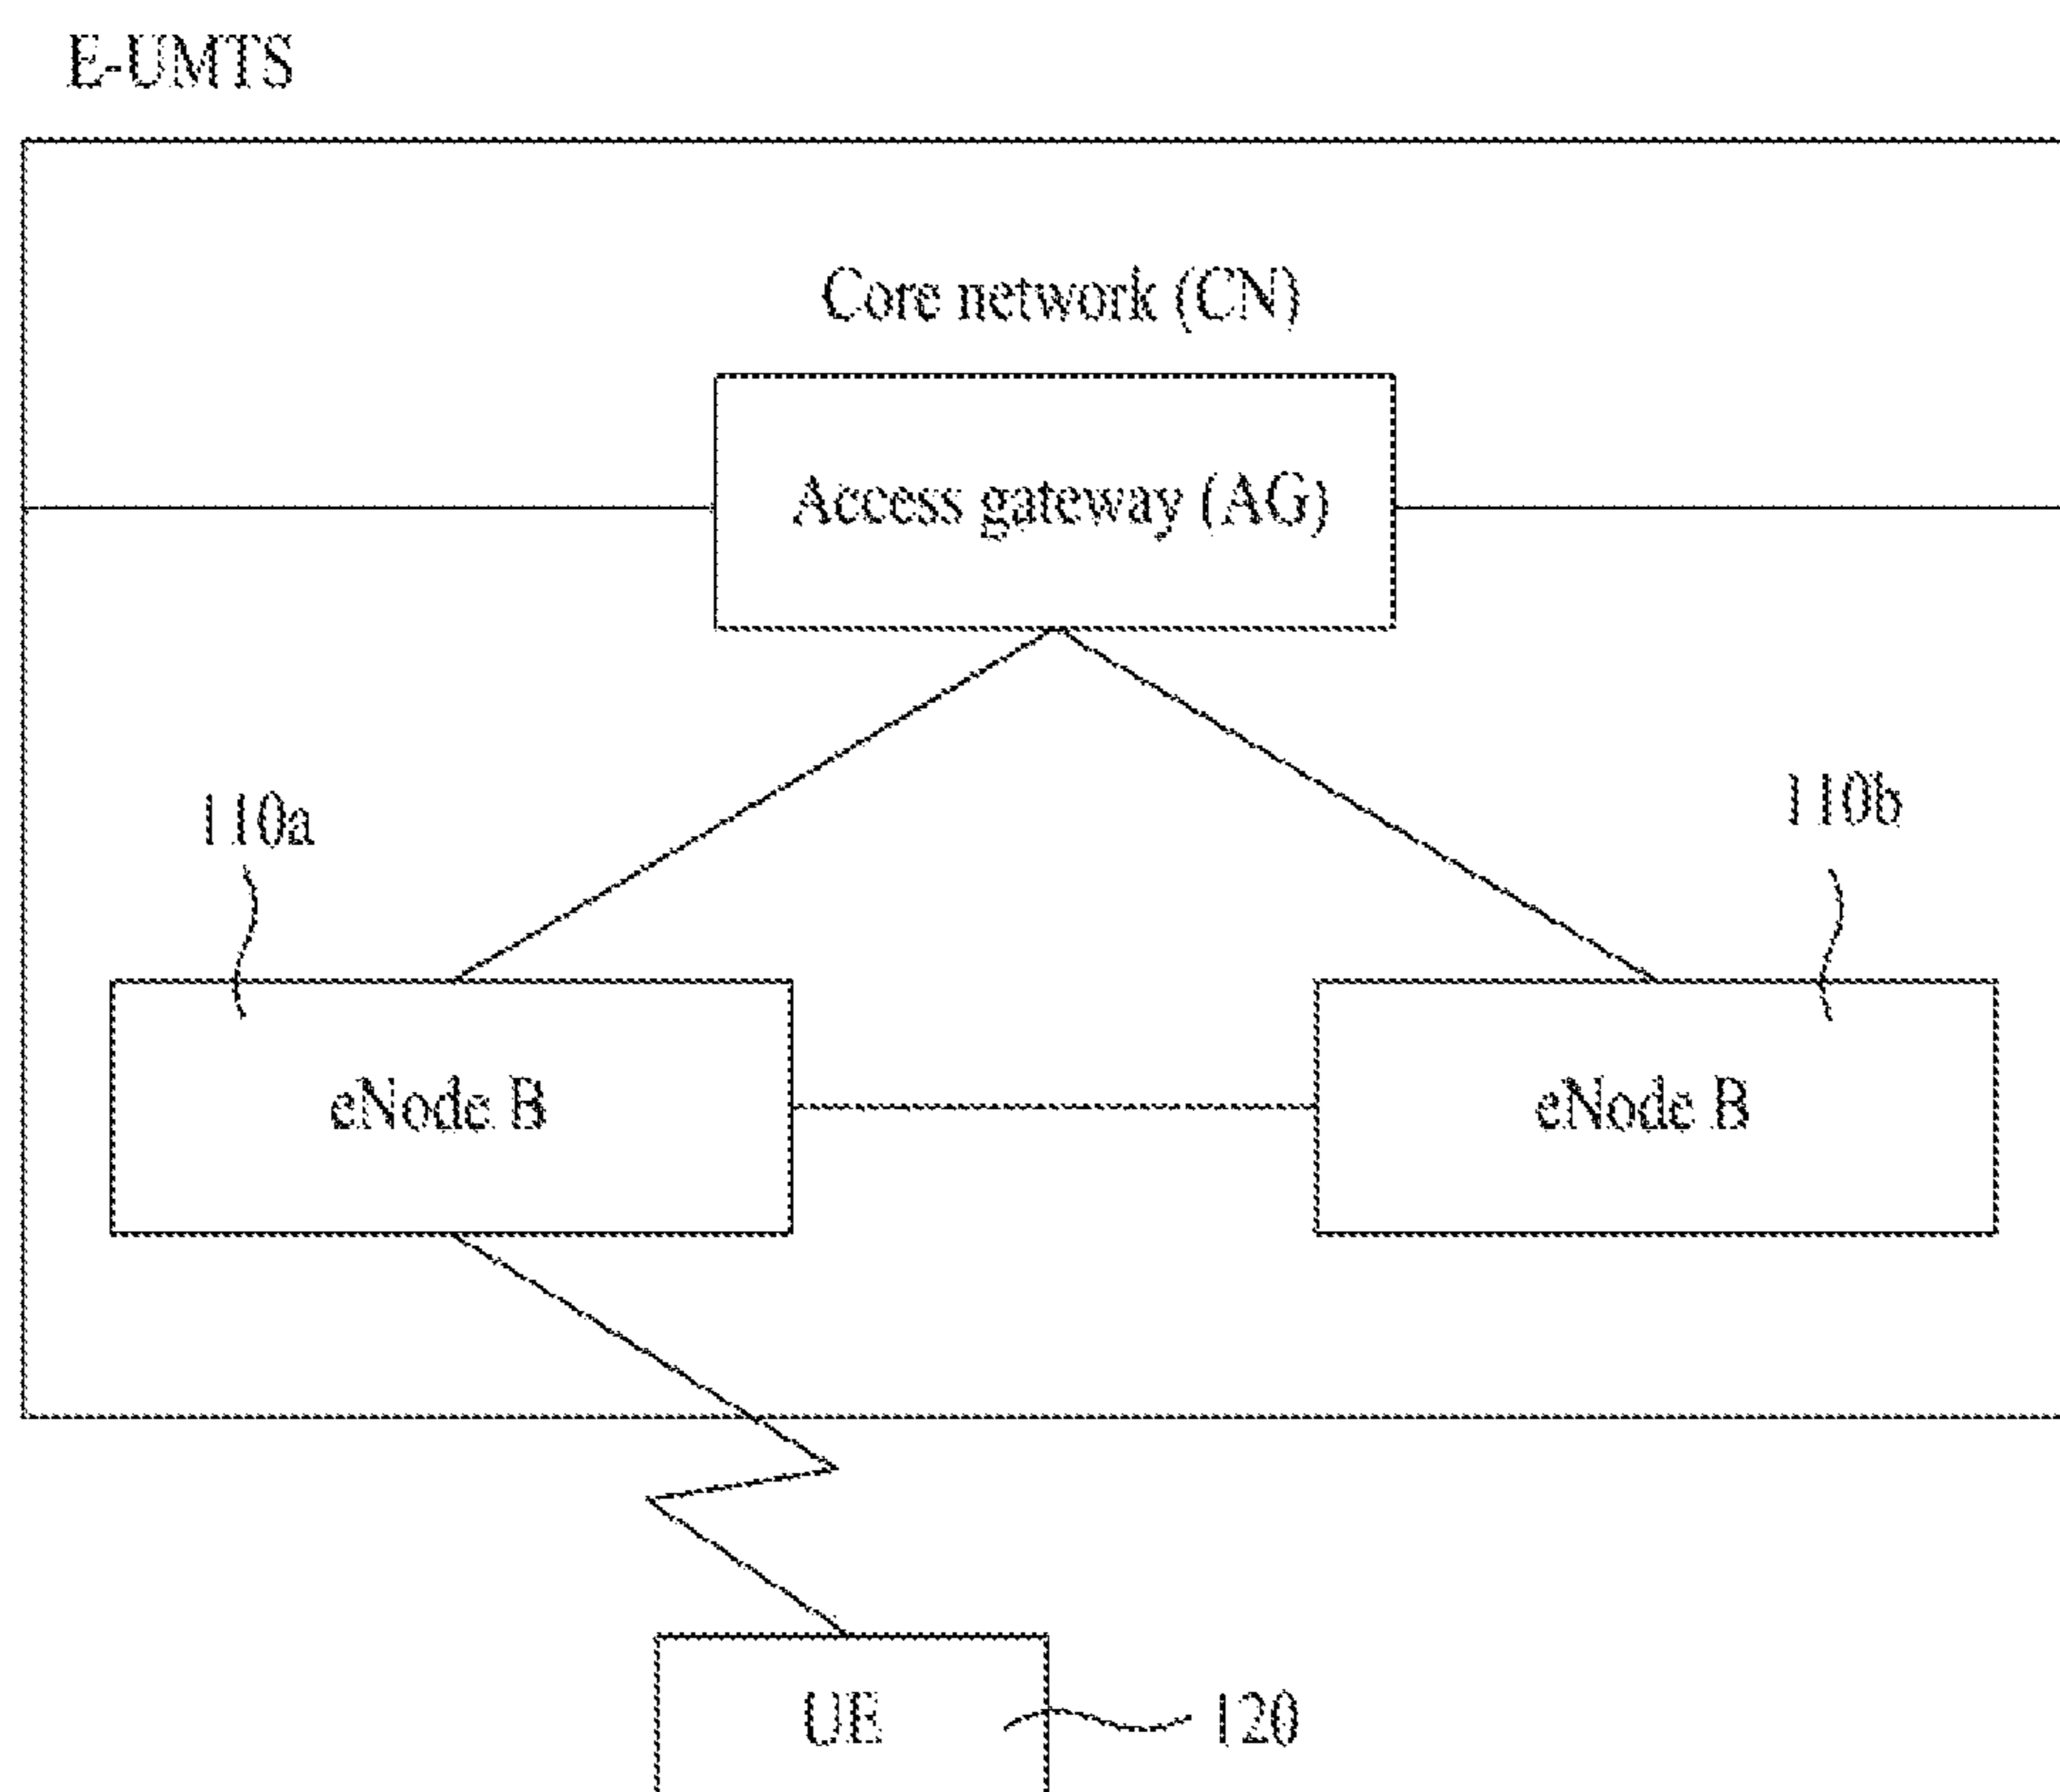 E-UMTS
Core network (CN)
Access gateway (AG)
110a
110b
eNode B
eNode B
UE
120